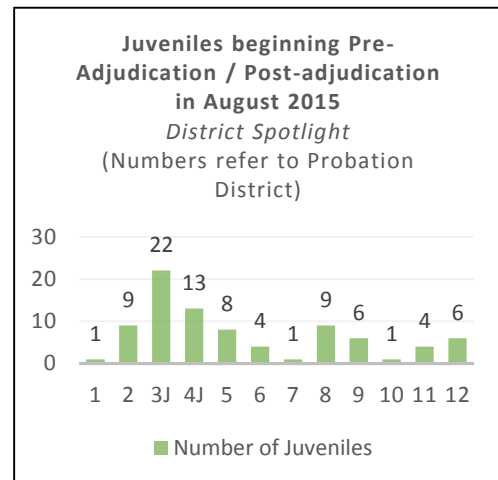 Juveniles beginning Pre-
Adjudication / Post-adjudication
in August 2015
District Spotlight
(Numbers refer to Probation
District)
30
20
10
0
1 9 22 13 8 4 1 9 6 1 4 6
1 2 3J 4J 5 6 7 8 9 10 11 12
Number of Juveniles